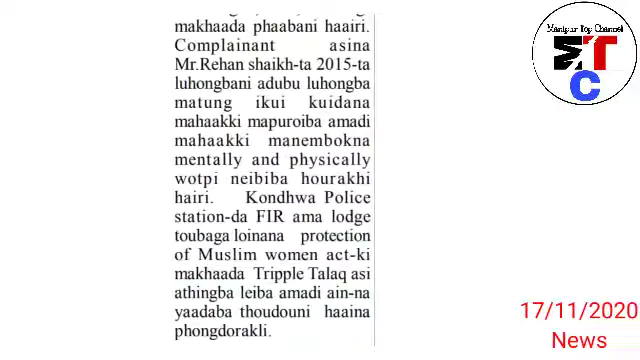 makhaada phaabani haairi.
Complainant asina
Mr.Rehan shaikh-ta 2015-ta
luhongbani adubu luhongba
matung ikui kuidana
mahaakki mapuroiba amadi
mahaakki manembokna
mentally and physically
wotpi neibiba hourakhi
hairi. Kondhwa Police
station-da FIR ama lodge
toubaga loinana protection
of Muslim women act-ki
makhaada Tripple Talaq asi
athingba leiba amadi ain-na
yaadaba thoudouni haaina
phongdorakli.
Manipur Top Channel
MTC
17/11/2020
News